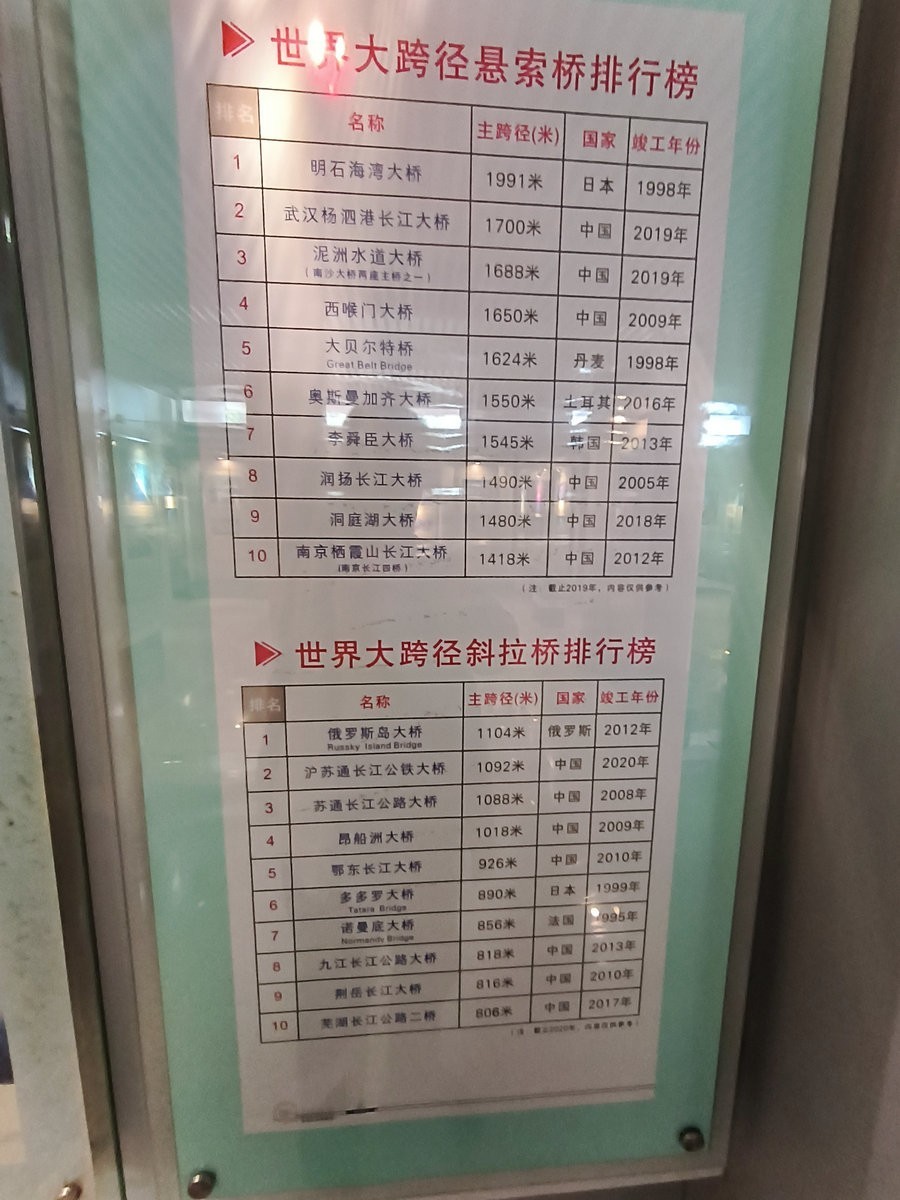 世界大跨径悬索桥排行榜
排名 名称 主跨径(米) 国家 竣工年份
1 明石海湾大桥 1991米 日本 1998年
2 武汉杨泗港长江大桥 1700米 中国 2019年
3 泥洲水道大桥 1688米 中国 2019年
(南沙大桥两座主桥之一)
4 西喉门大桥 1650米 中国 2009年
5 大贝尔特桥 1624米 丹麦 1998年
Great Belt Bridge
6 奥斯曼加齐大桥 1550米 土耳其 2016年
7 李舜臣大桥 1545米 韩国 2013年
8 润扬长江大桥 1490米 中国 2005年
9 洞庭湖大桥 1480米 中国 2018年
10 南京栖霞山长江大桥 1418米 中国 2012年
(南京长江四桥)
(注: 截止2019年,内容仅供参考)
世界大跨径斜拉桥排行榜
排名 名称 主跨径(米) 国家 竣工年份
1 俄罗斯岛大桥 1104米 俄罗斯 2012年
Russky Island Bridge
2 沪苏通长江公铁大桥 1092米 中国 2020年
3 苏通长江公路大桥 1088米 中国 2008年
4 昂船洲大桥 1018米 中国 2009年
5 鄂东长江大桥 926米 中国 2010年
6 多多罗大桥 890米 日本 1999年
Tatara Bridge
7 诺曼底大桥 856米 法国 1995年
Normandy Bridge
8 九江长江公路大桥 818米 中国 2013年
9 荆岳长江大桥 816米 中国 2010年
10 芜湖长江公路二桥 806米 中国 2017年
(注: 截止2020年,内容仅供参考)